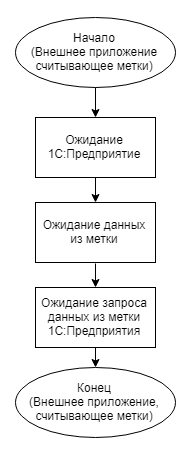 Начало
(Внешнее приложение
считывающее метки)
Ожидание
1С:Предприятие
Ожидание данных
из метки
Ожидание запроса
данных из метки
1С:Предприятия
Конец
(Внешнее приложение,
считывающее метки)